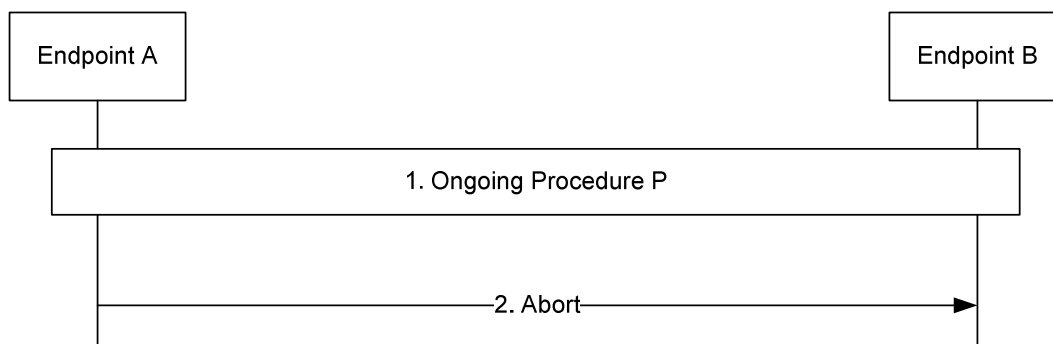 Endpoint A
Endpoint B
1. Ongoing Procedure P
2. Abort